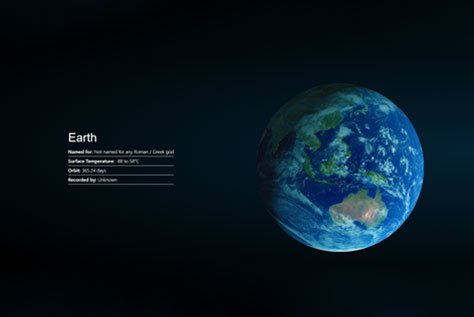 Earth
Named for: Not named for any Roman / Greek god
Surface Temperature: -88 to 58°C
Orbit: 365.24 days
Recorded by: Unknown